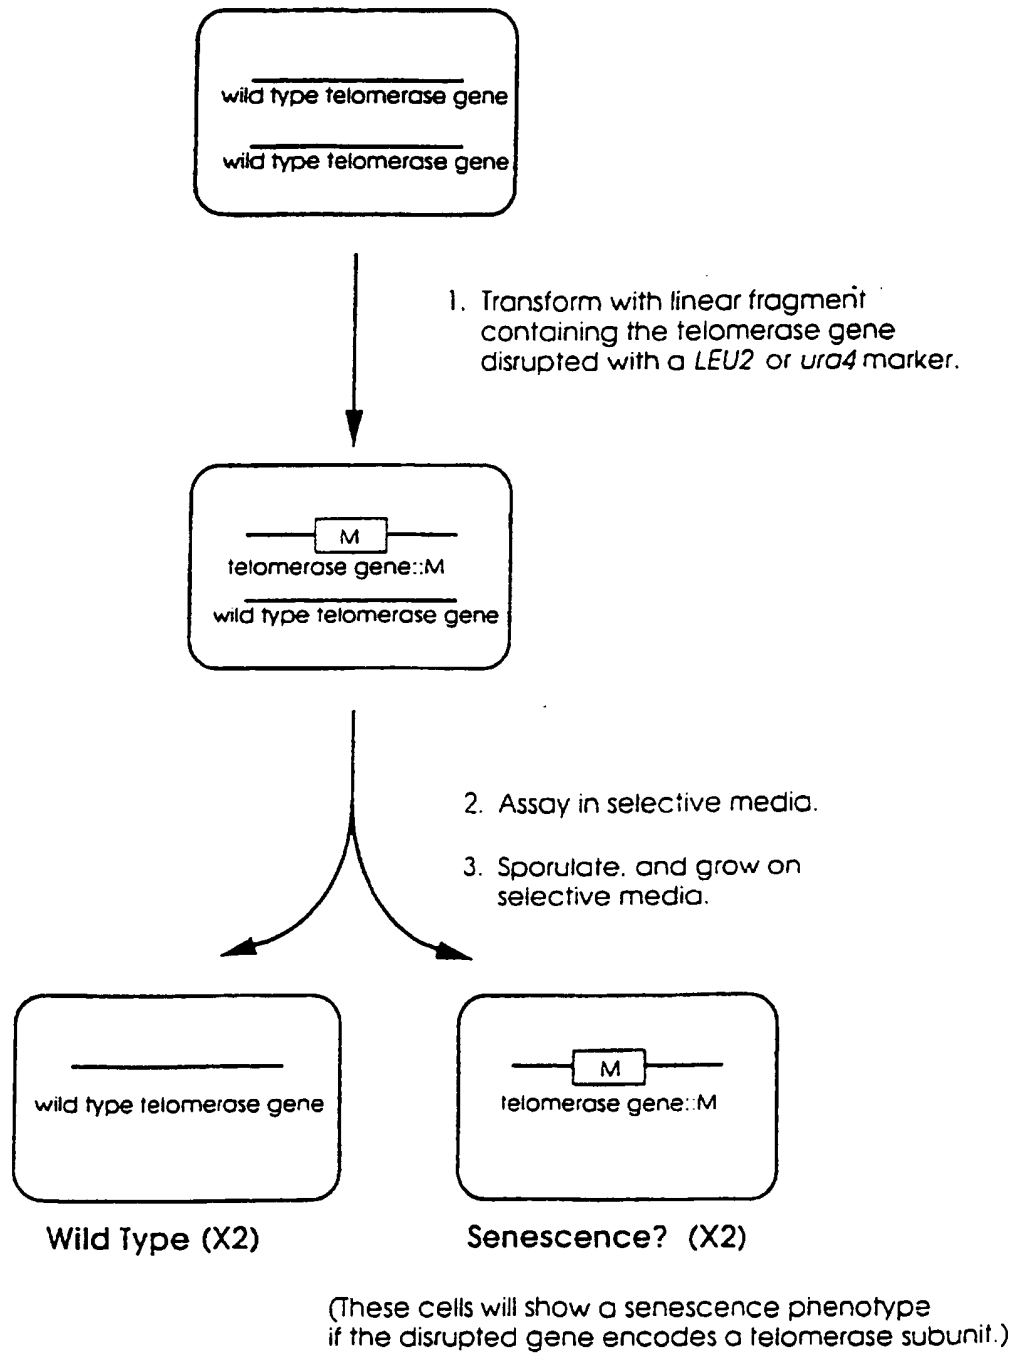 wild type telomerase gene
wild type telomerase gene
1. Transform with linear fragment
containing the telomerase gene
disrupted with a LEU2 or ura4 marker.
M
telomerase gene::M
wild type telomerase gene
2. Assay in selective media.
3. Sporulate. and grow on
selective media.
wild type telomerase gene
M
telomerase gene::M
Wild Type (X2)
Senescence? (X2)
(These cells will show a senescence phenotype
if the disrupted gene encodes a telomerase subunit.)